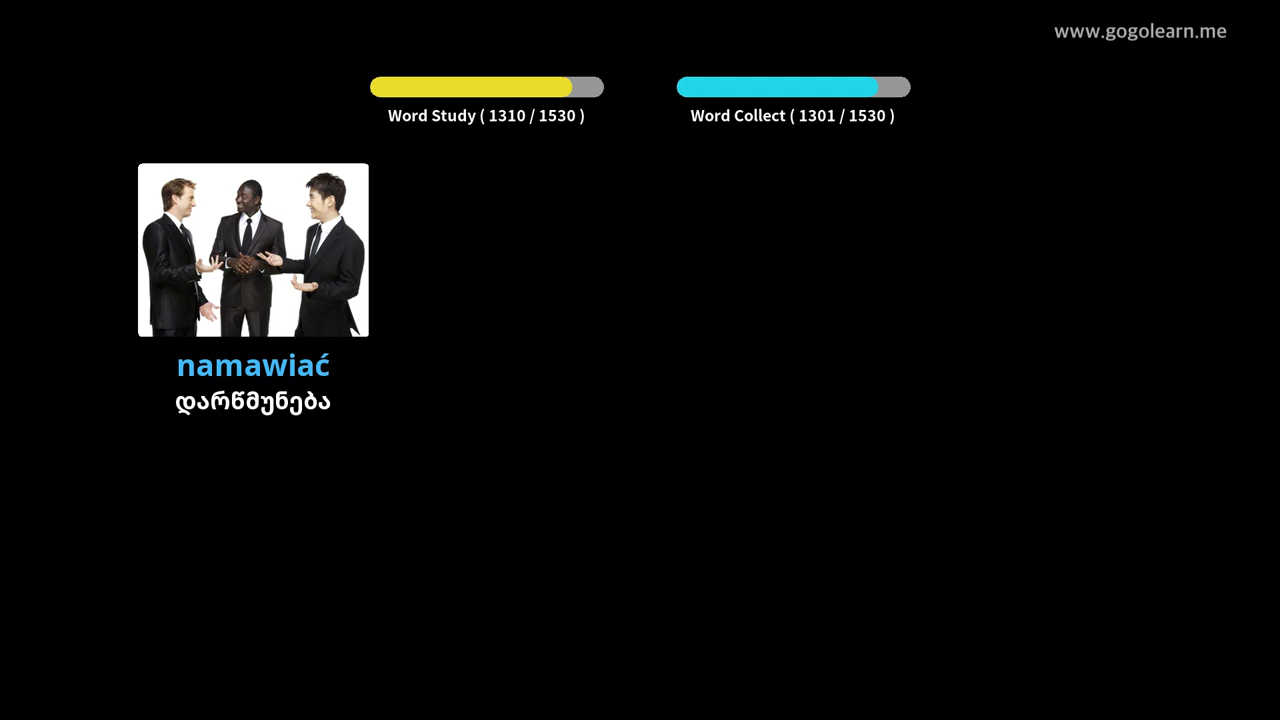 www.gogolearn.me
Word Study ( 1310 / 1530 )
Word Collect ( 1301 / 1530 )
namawiać
დარწმუნება